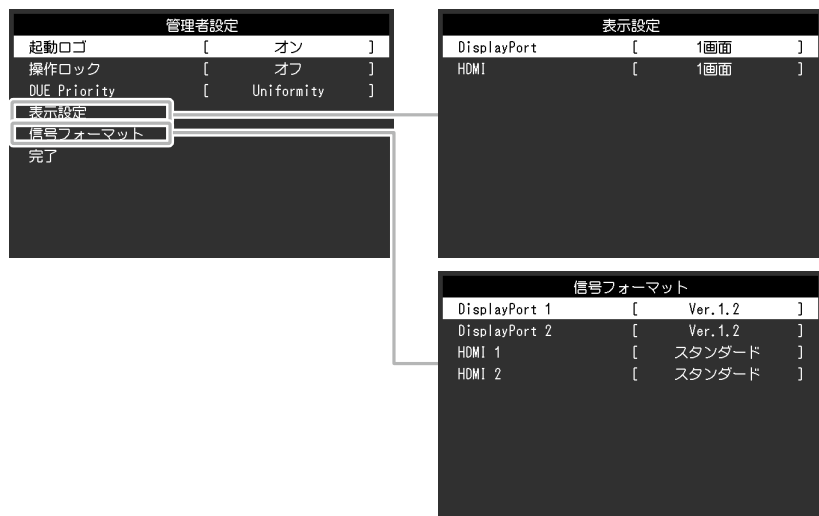 管理者設定
起動ロゴ [ オン ]
操作ロック [ オフ ]
DUE Priority [ Uniformity ]
表示設定
信号フォーマット
完了
表示設定
DisplayPort [ 1画面 ]
HDMI [ 1画面 ]
信号フォーマット
DisplayPort 1 [ Ver.1.2 ]
DisplayPort 2 [ Ver.1.2 ]
HDMI 1 [ スタンダード ]
HDMI 2 [ スタンダード ]